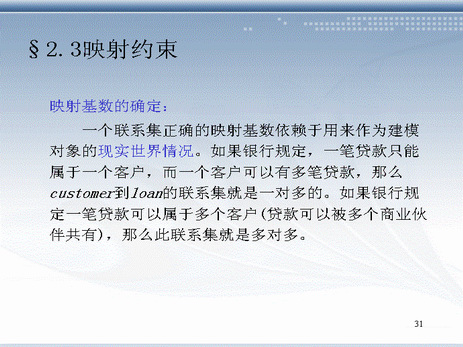 §2.3映射约束
映射基数的确定：
一个联系集正确的映射基数依赖于用来作为建模
对象的现实世界情况。如果银行规定，一笔贷款只能
属于一个客户，而一个客户可以有多笔贷款，那么
customer到loan的联系集就是一对多的。如果银行规
定一笔贷款可以属于多个客户(贷款可以被多个商业伙
伴共有)，那么此联系集就是多对多。
31